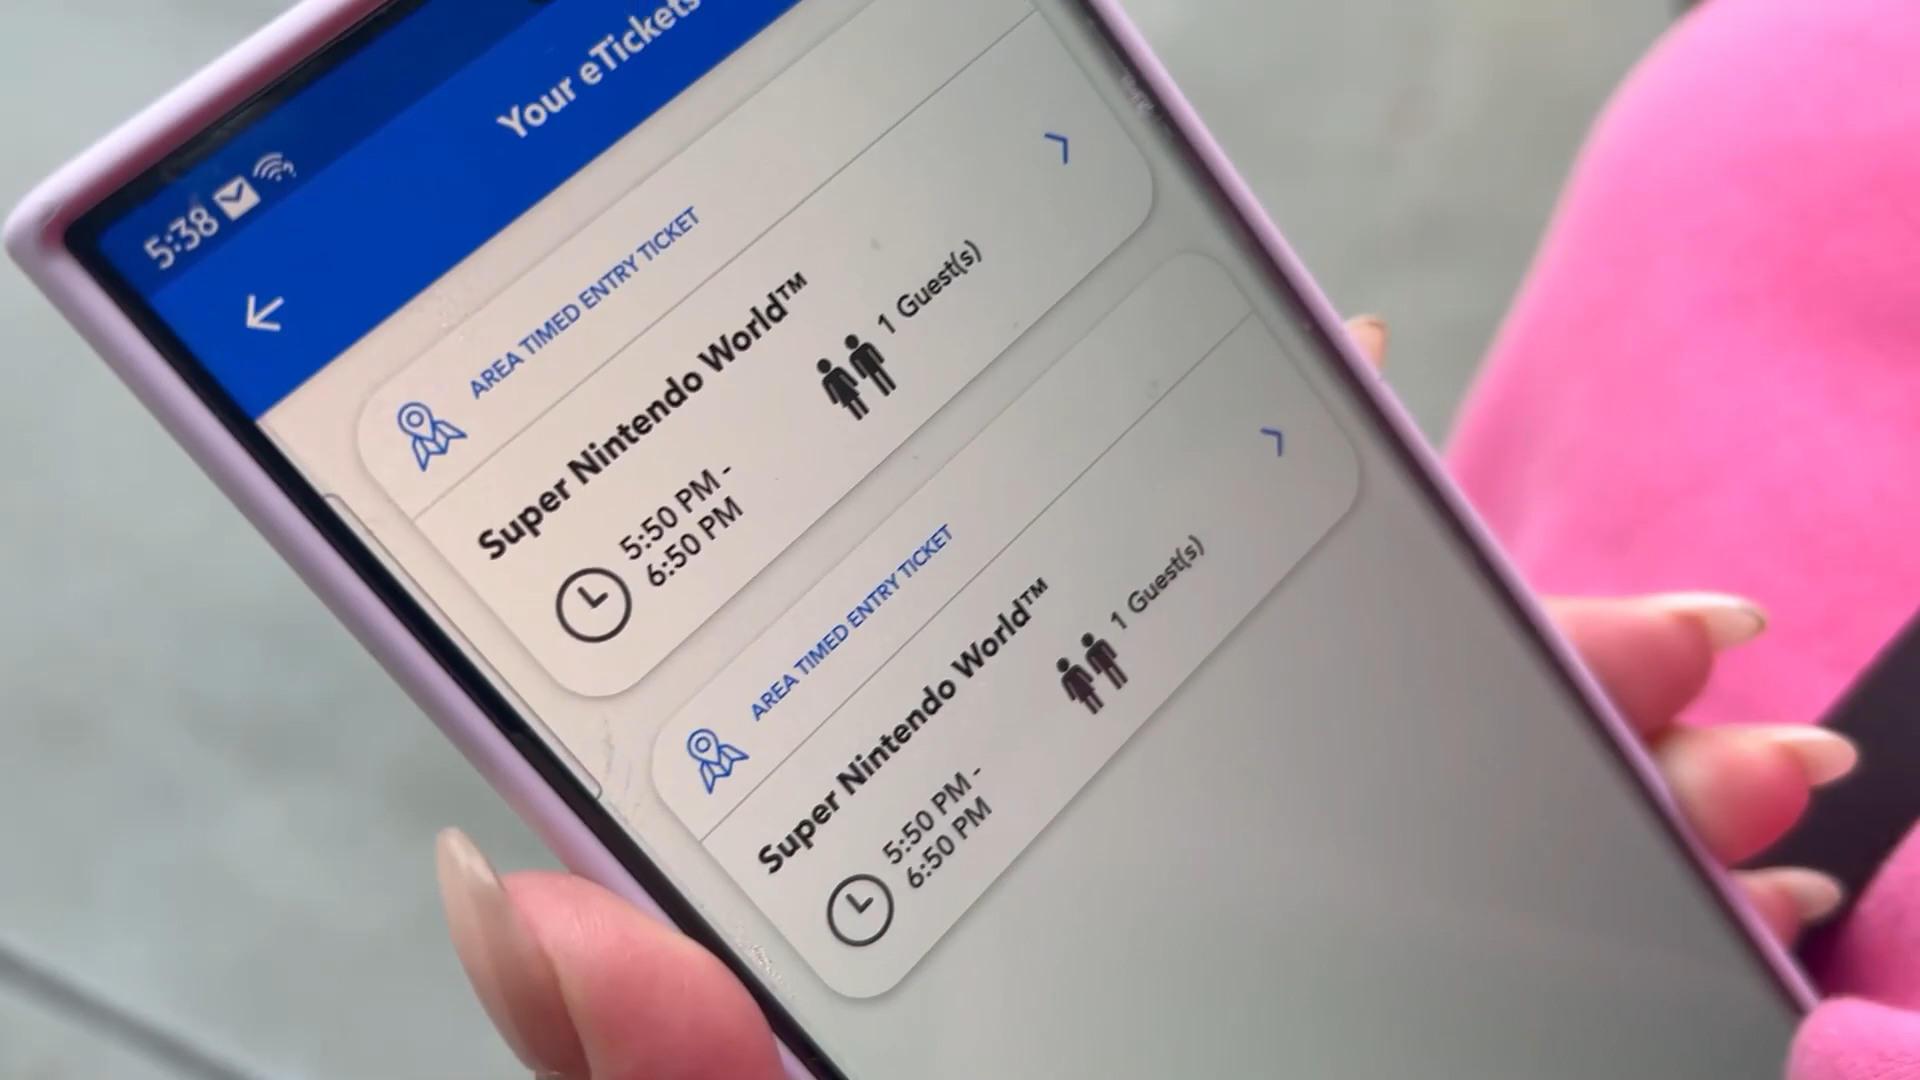 5:38
Your eTickets
AREA TIMED ENTRY TICKET
Super Nintendo World™
5:50 PM -
6:50 PM
1 Guest(s)
AREA TIMED ENTRY TICKET
Super Nintendo World™
5:50 PM -
6:50 PM
1 Guest(s)